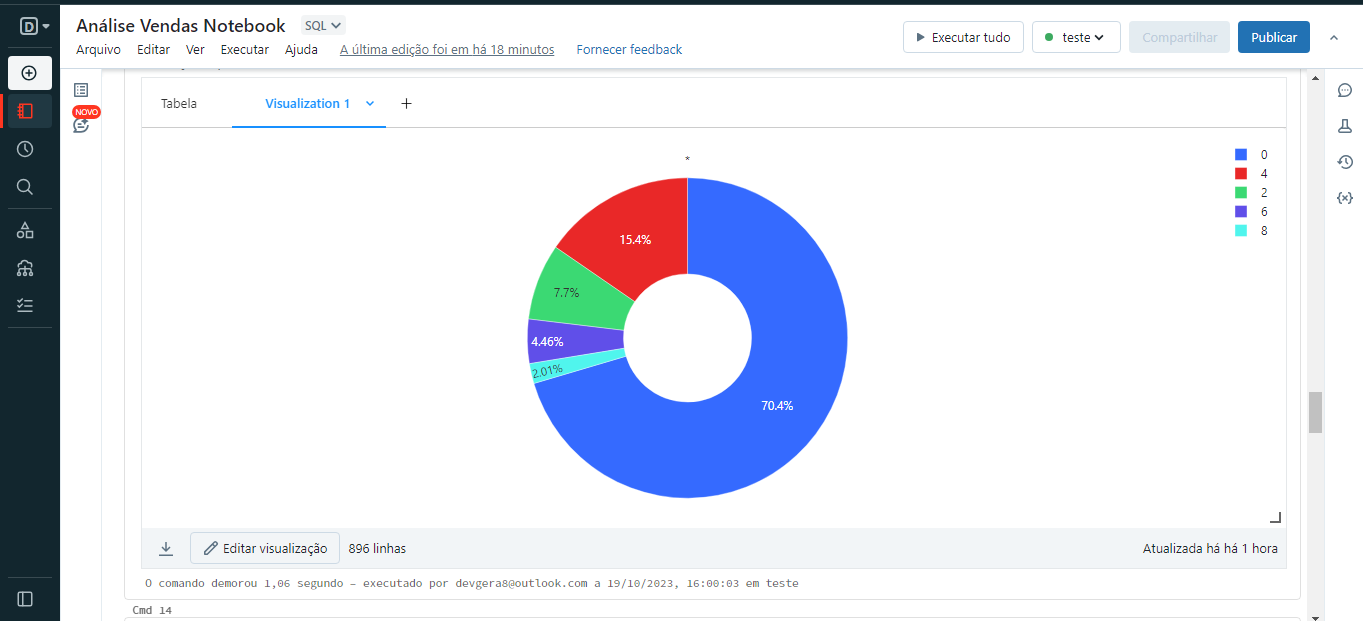 D
Análise Vendas Notebook SQL
Arquivo Editar Ver Executar Ajuda A última edição foi em há 18 minutos Fornecer feedback
Executar tudo teste Compartilhar Publicar
NOVO
Tabela Visualization 1 +
*
0
4
2
6
8
15.4%
7.7%
4.46%
2.01%
70.4%
Editar visualização 896 linhas Atualizada há há 1 hora
O comando demorou 1,06 segundo – executado por devgera8@outlook.com a 19/10/2023, 16:00:03 em teste
Cmd 14